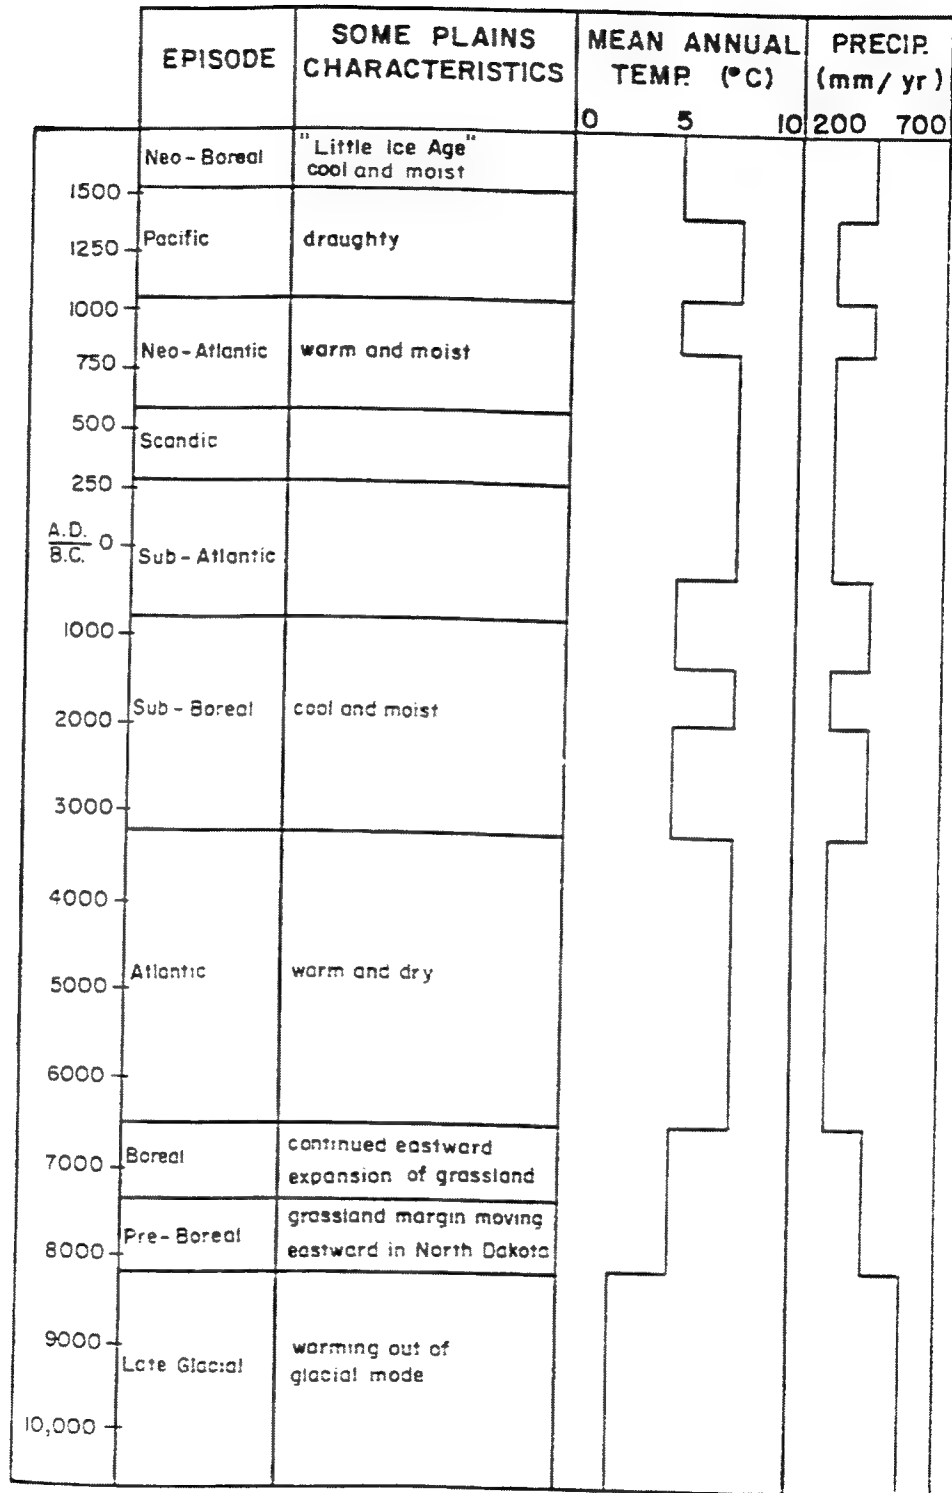 EPISODE
SOME PLAINS
CHARACTERISTICS
MEAN ANNUAL
TEMP. (°C)
PRECIP.
(mm/yr)
0 5 10 200 700
Neo-Boreal
"Little Ice Age"
cool and moist
1500
Pacific
draughty
1250
1000
Neo-Atlantic
warm and moist
750
500
Scandic
250
A.D.
B.C. 0
Sub-Atlantic
1000
Sub-Boreal
cool and moist
2000
3000
4000
Atlantic
warm and dry
5000
6000
Boreal
continued eastward
expansion of grassland
7000
Pre-Boreal
grassland margin moving
eastward in North Dakota
8000
9000
Late Glacial
warming out of
glacial mode
10,000